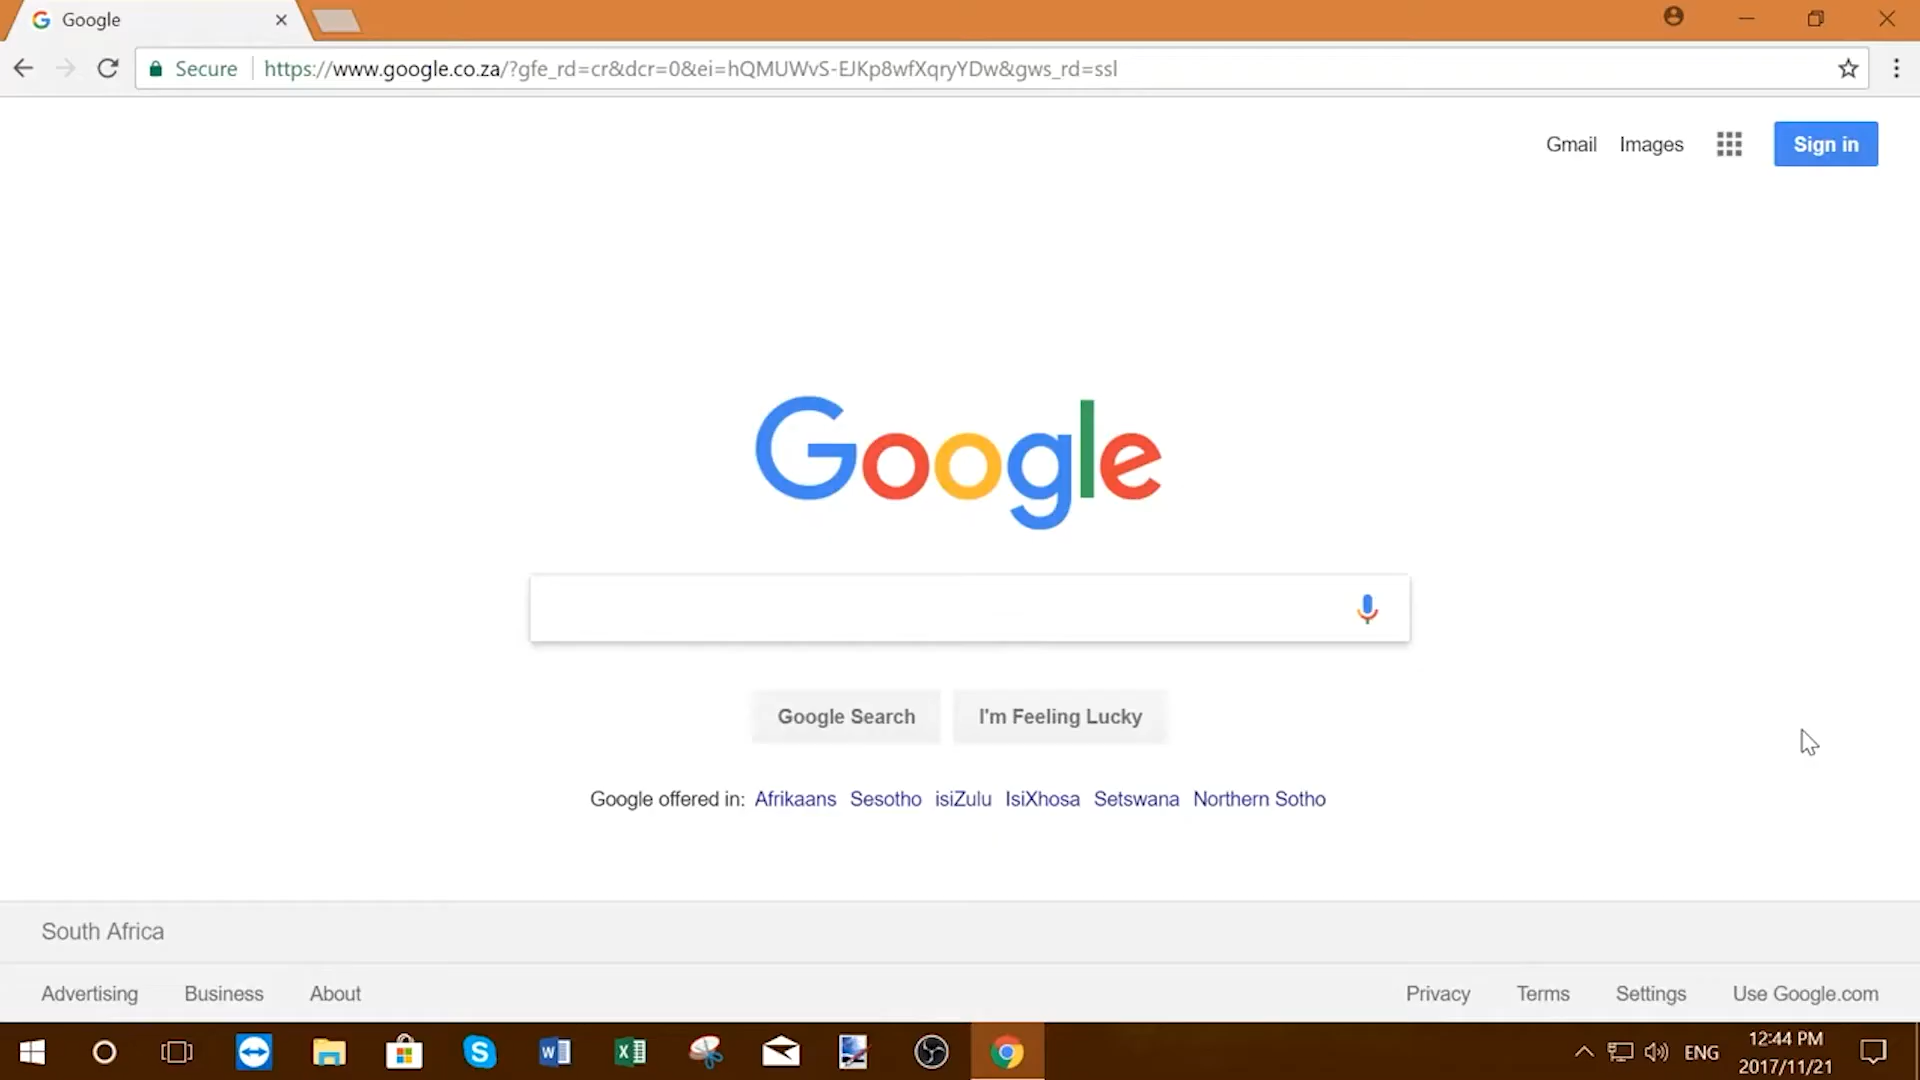 Google
Secure https://www.google.co.za/?gfe_rd=cr&dcr=0&ei=hQMUWvS-EJKp8wfXqryYDw&gws_rd=ssl
Gmail Images Sign in
Google
Google Search I'm Feeling Lucky
Google offered in: Afrikaans Sesotho isiZulu IsiXhosa Setswana Northern Sotho
South Africa
Advertising Business About Privacy Terms Settings Use Google.com
ENG 12:44 PM
2017/11/21